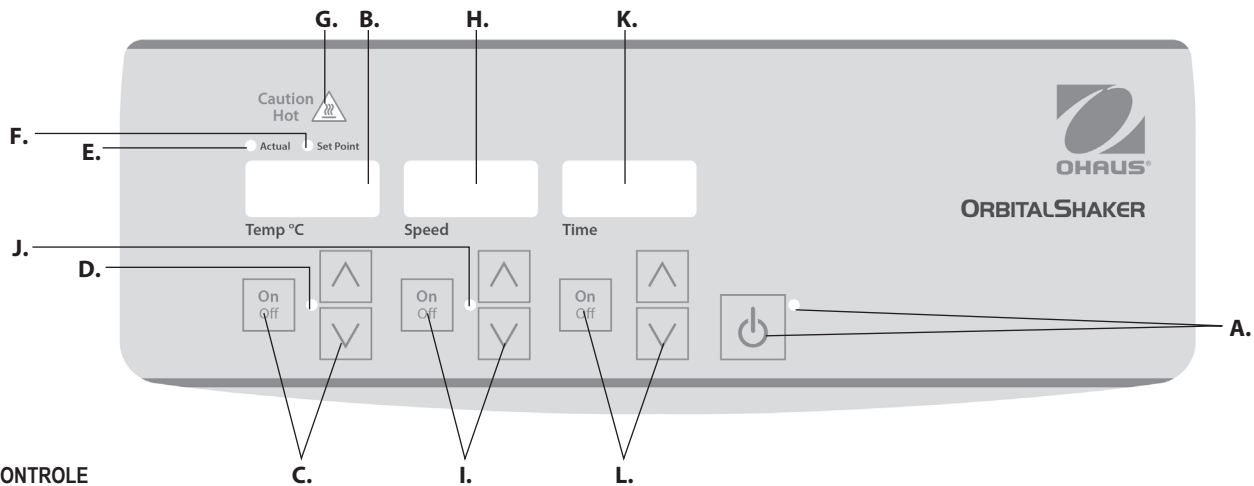 G. B. H. K.
Caution
Hot
F.
E.
Actual Set Point
OHAUS®
ORBITALSHAKER
Temp °C Speed Time
J.
D.
On
Off
On
Off
On
Off
A.
ONTROLE
C. I. L.